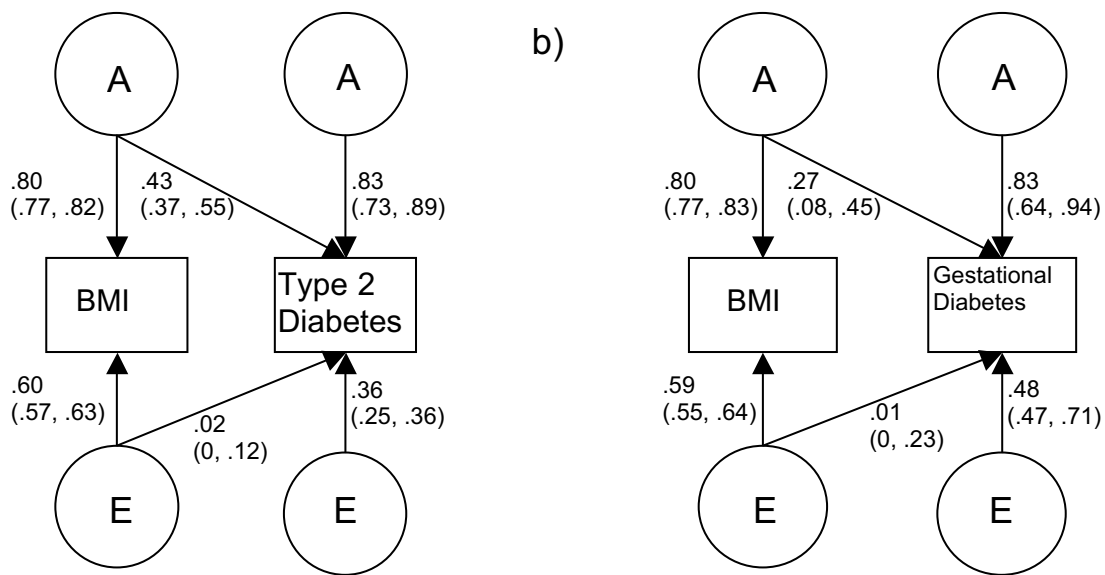 A
A
.80
(.77, .82)
.43
(.37, .55)
.83
(.73, .89)
BMI
Type 2
Diabetes
.60
(.57, .63)
.02
(0, .12)
.36
(.25, .36)
E
E
b)
A
A
.80
(.77, .83)
.27
(.08, .45)
.83
(.64, .94)
BMI
Gestational
Diabetes
.59
(.55, .64)
.01
(0, .23)
.48
(.47, .71)
E
E